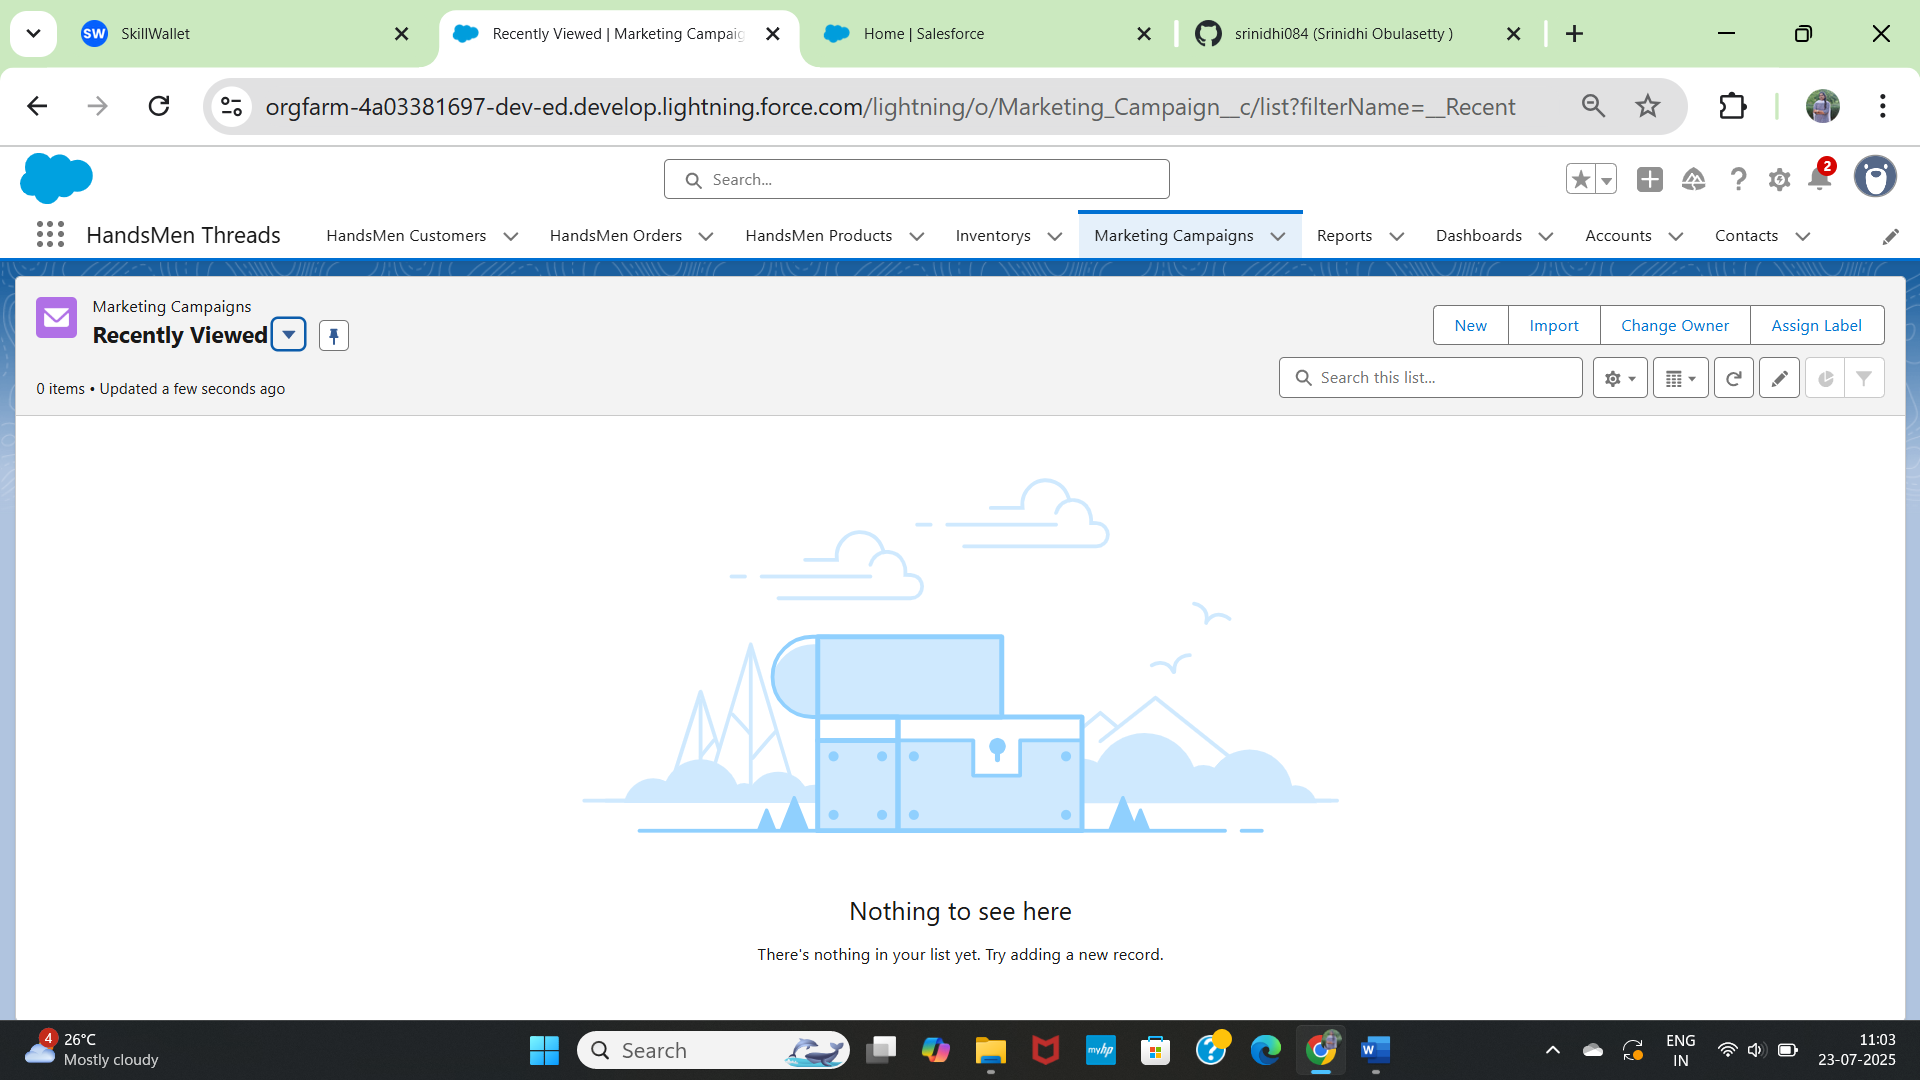 SW SkillWallet
Recently Viewed | Marketing Campaig
Home | Salesforce
srinidhi084 (Srinidhi Obulasetty )
orgfarm-4a03381697-dev-ed.develop.lightning.force.com/lightning/o/Marketing_Campaign__c/list?filterName=__Recent
Search...
2
HandsMen Threads
HandsMen Customers
HandsMen Orders
HandsMen Products
Inventorys
Marketing Campaigns
Reports
Dashboards
Accounts
Contacts
Marketing Campaigns
Recently Viewed
New
Import
Change Owner
Assign Label
0 items • Updated a few seconds ago
Search this list...
Nothing to see here
There's nothing in your list yet. Try adding a new record.
4
26°C
Mostly cloudy
Search
myhp
W
ENG
IN
11:03
23-07-2025